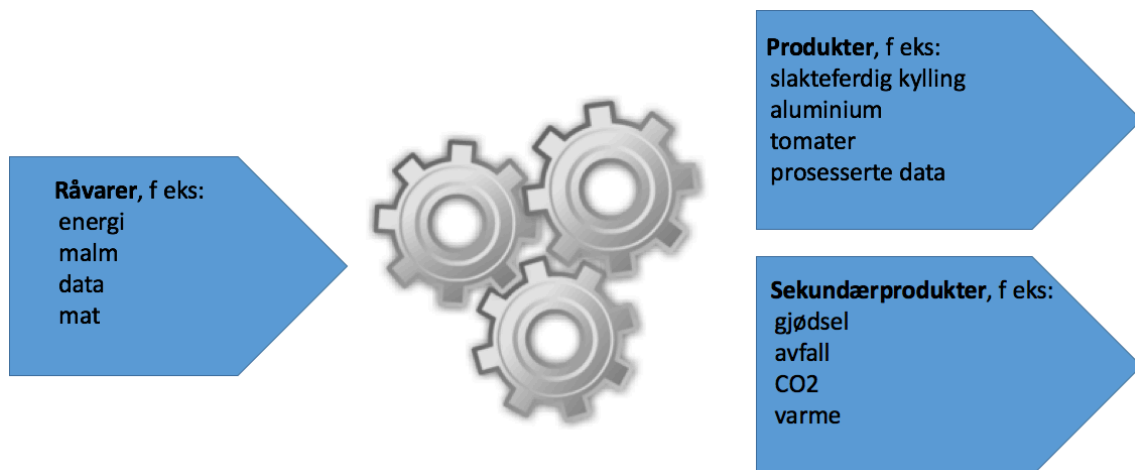 Råvarer, f eks:
energi
malm
data
mat
Produkter, f eks:
slakteferdig kylling
aluminium
tomater
prosesserte data
Sekundærprodukter, f eks:
gjødsel
avfall
CO2
varme